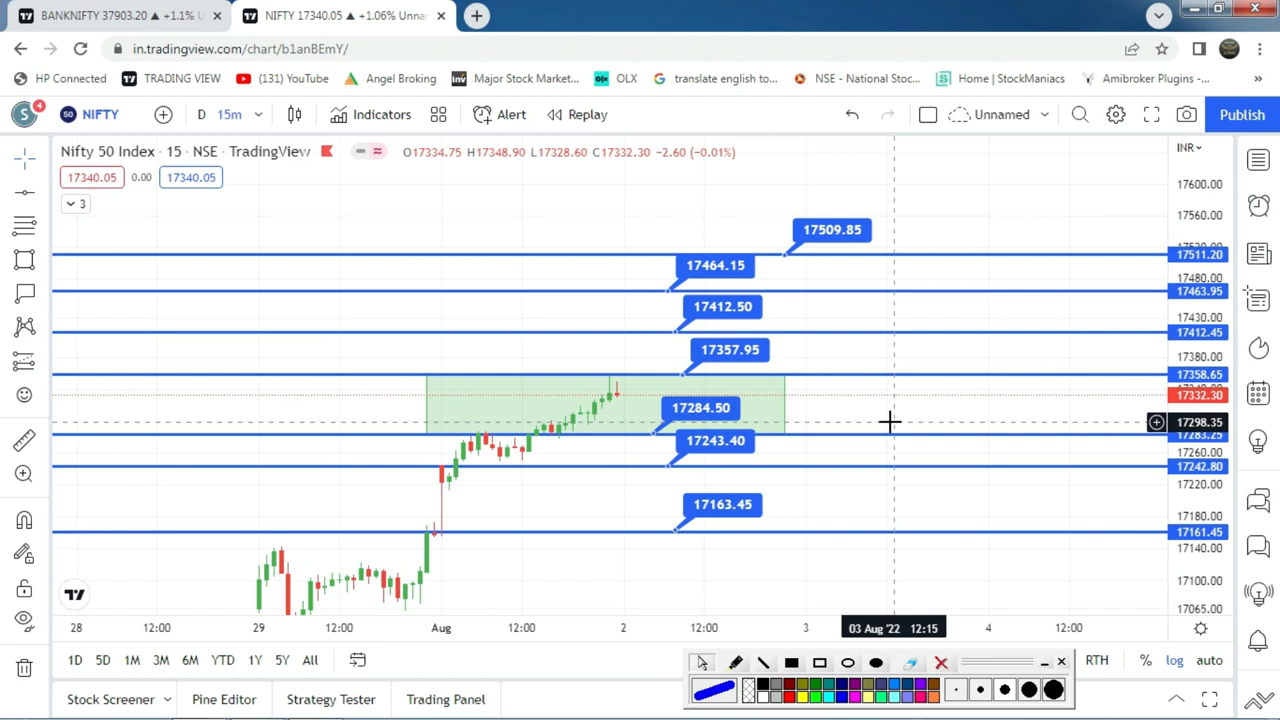 BANKNIFTY 37903.20 ▲ +1.1% U
NIFTY 17340.05 ▲ +1.06% Unna
in.tradingview.com/chart/b1anBEmY/
HP Connected
TRADING VIEW
(131) YouTube
Angel Broking
Inv Major Stock Market...
olx OLX
translate english to...
NSE - National Stoc...
Home | StockManiacs
Amibroker Plugins -...
»
S 4
50 NIFTY
D
15m
Indicators
Alert
Replay
Unnamed
Publish
Nifty 50 Index · 15 · NSE · TradingView
O17334.75 H17348.90 L17328.60 C17332.30 -2.60 (-0.01%)
INR
17340.05 0.00 17340.05
3
17600.00
17560.00
17509.85
17511.20
17464.15
17480.00
17463.95
17412.50
17430.00
17412.45
17357.95
17380.00
17358.65
17332.30
17284.50
17298.35
17283.25
17243.40
17260.00
17242.80
17220.00
17163.45
17180.00
17161.45
17140.00
17100.00
17065.00
28 12:00 29 12:00 Aug 12:00 2 12:00 3 03 Aug '22 12:15 4 12:00
1D 5D 1M 3M 6M YTD 1Y 5Y All
RTH % log auto
Strategy Tester
Trading Panel